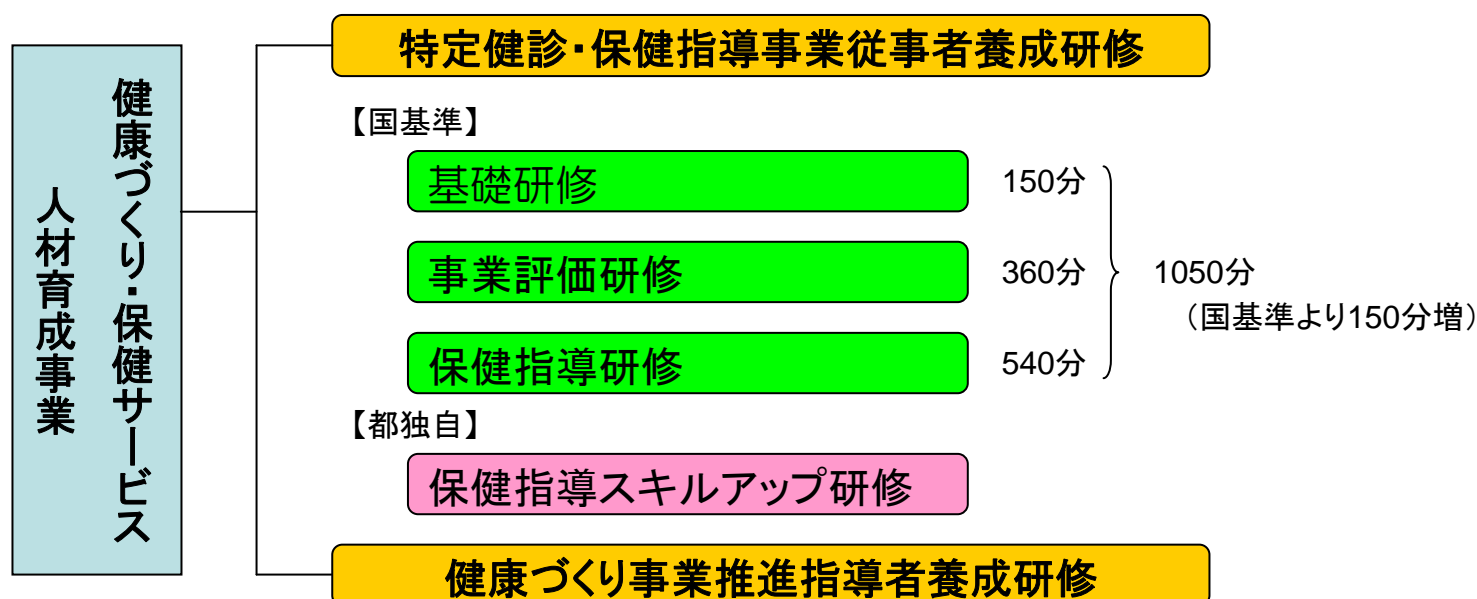 健康づくり・保健サービス
人材育成事業
特定健診・保健指導事業従事者養成研修
【国基準】
基礎研修 150分
事業評価研修 360分
保健指導研修 540分
1050分
（国基準より150分増）
【都独自】
保健指導スキルアップ研修
健康づくり事業推進指導者養成研修